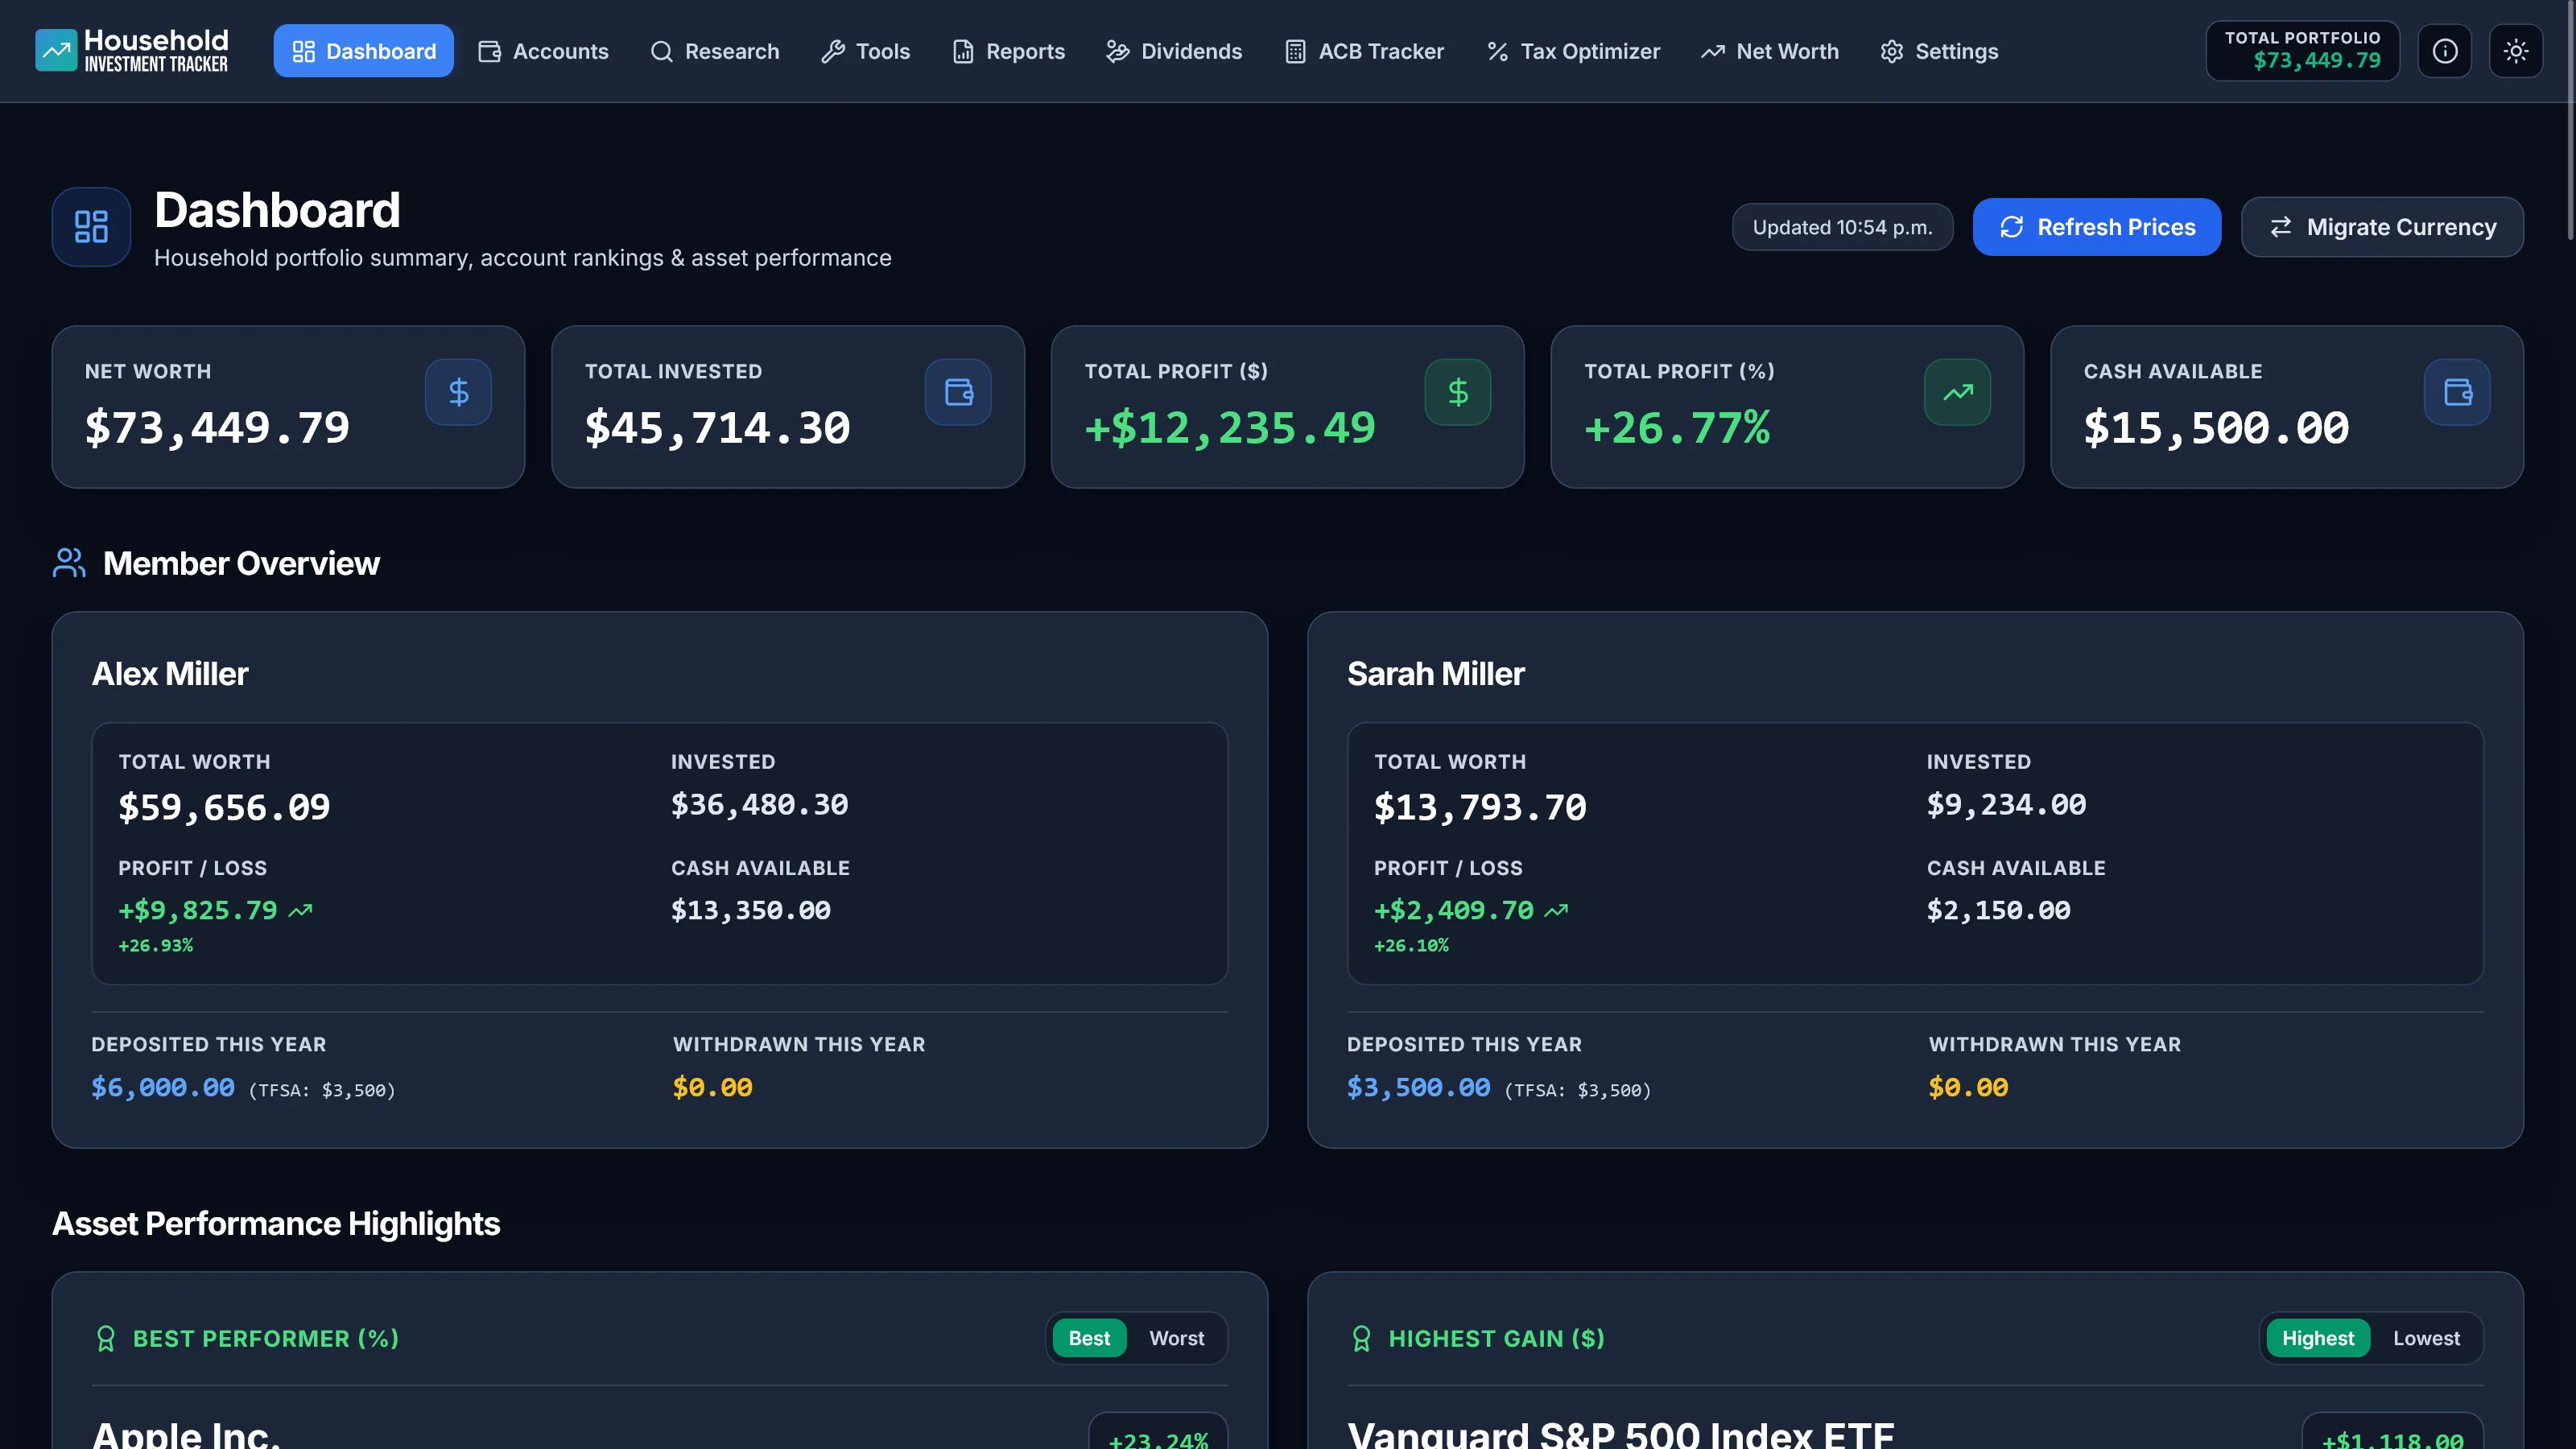 Household
INVESTMENT TRACKER
Dashboard
Accounts
Research
Tools
Reports
Dividends
ACB Tracker
Tax Optimizer
Net Worth
Settings
TOTAL PORTFOLIO
$73,449.79
Dashboard
Household portfolio summary, account rankings & asset performance
Updated 10:54 p.m.
Refresh Prices
Migrate Currency
NET WORTH
$73,449.79
TOTAL INVESTED
$45,714.30
TOTAL PROFIT ($)
+$12,235.49
TOTAL PROFIT (%)
+26.77%
CASH AVAILABLE
$15,500.00
Member Overview
Alex Miller
TOTAL WORTH
$59,656.09
INVESTED
$36,480.30
PROFIT / LOSS
+$9,825.79
+26.93%
CASH AVAILABLE
$13,350.00
DEPOSITED THIS YEAR
$6,000.00 (TFSA: $3,500)
WITHDRAWN THIS YEAR
$0.00
Sarah Miller
TOTAL WORTH
$13,793.70
INVESTED
$9,234.00
PROFIT / LOSS
+$2,409.70
+26.10%
CASH AVAILABLE
$2,150.00
DEPOSITED THIS YEAR
$3,500.00 (TFSA: $3,500)
WITHDRAWN THIS YEAR
$0.00
Asset Performance Highlights
BEST PERFORMER (%)
Best
Worst
Apple Inc.
+23.24%
HIGHEST GAIN ($)
Highest
Lowest
Vanguard S&P 500 Index ETF
+$1,118.00